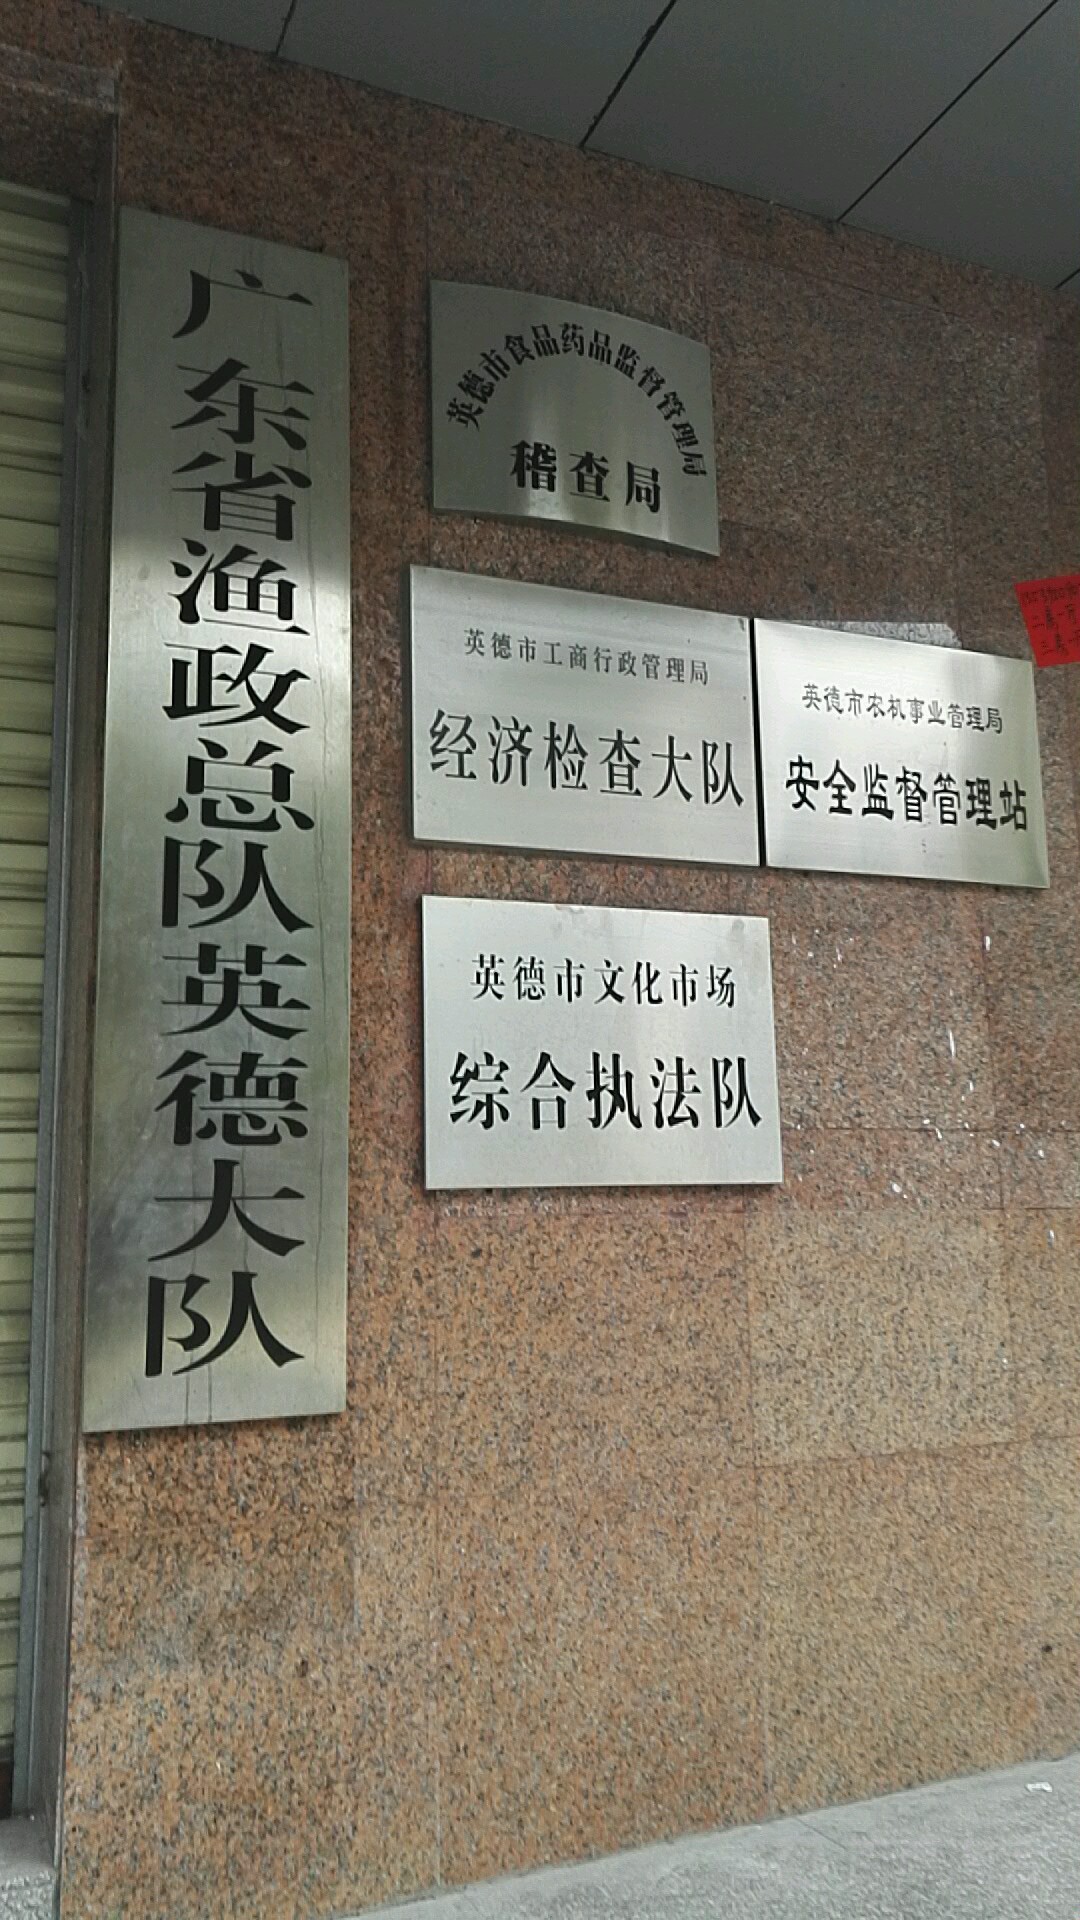 广东省渔政总队英德大队
英德市食品药品监督管理局
稽查局
英德市工商行政管理局
经济检查大队
英德市农机事业管理局
安全监督管理站
英德市文化市场
综合执法队